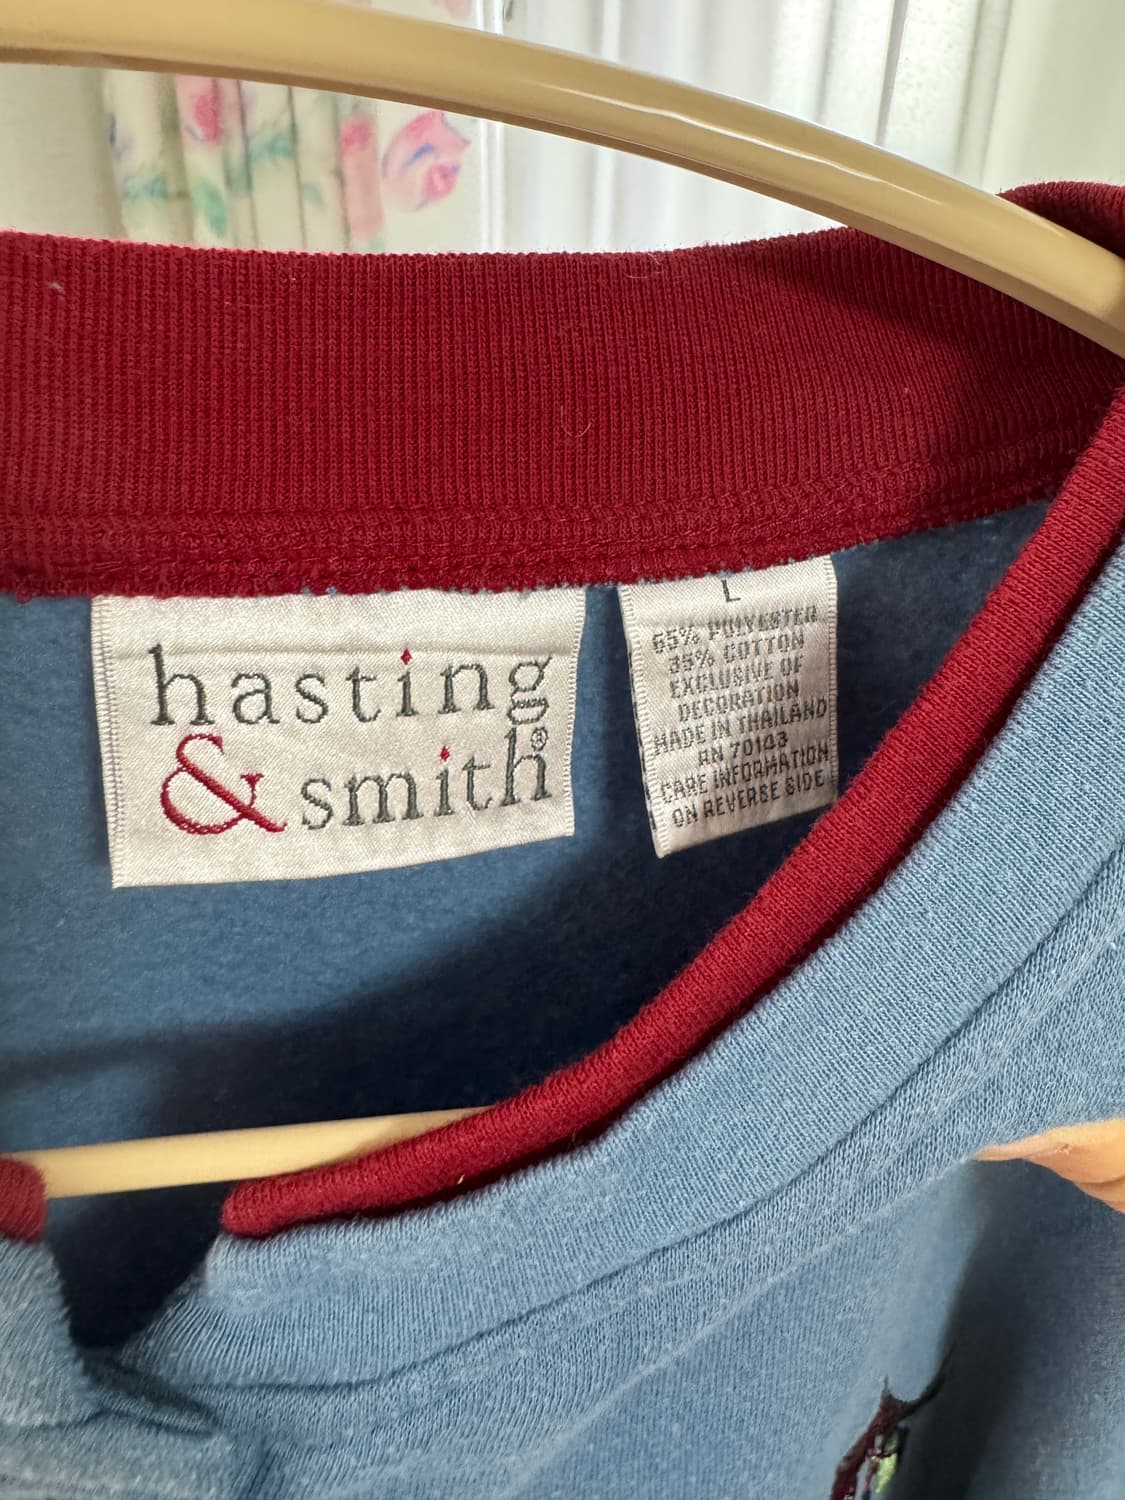 hasting
& smith®
L
65% POLYESTER
35% COTTON
EXCLUSIVE OF
DECORATION
MADE IN THAILAND
RN 70143
CARE INFORMATION
ON REVERSE SIDE